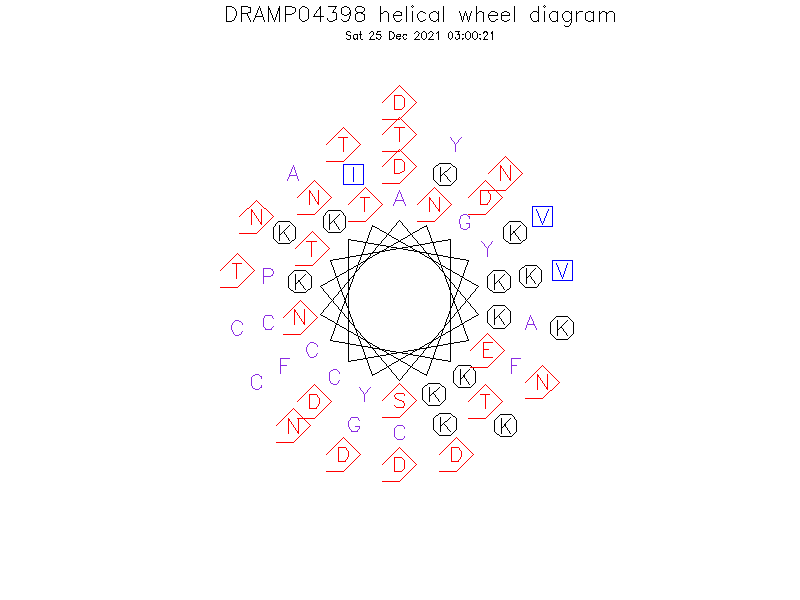 DRAMP04398 helical wheel diagram
Sat 25 Dec 2021 03:00:21
D
T T Y
D
A I K N
N T A N D
N K G V
K K
T Y
T P K K K V
C C N K A K
C E
F F
C C K N
Y K
D S T
N G C K K
D D D